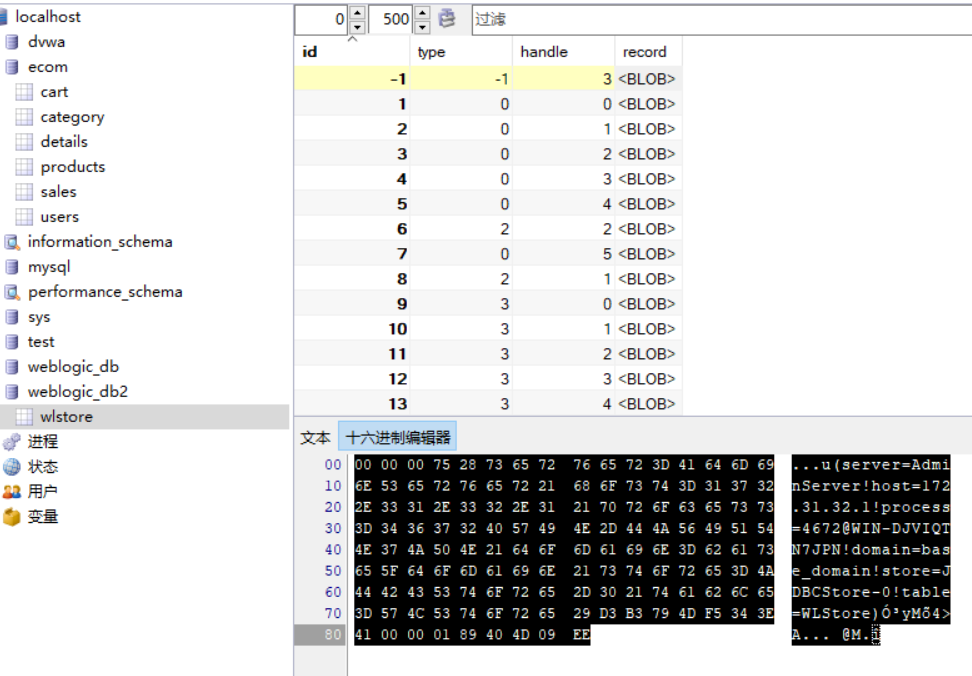 localhost
dvwa
ecom
cart
category
details
products
sales
users
information_schema
mysql
performance_schema
sys
test
weblogic_db
weblogic_db2
wlstore
进程
状态
用户
变量
0 500 过滤
id type handle record
-1 -1 3 <BLOB>
1 0 0 <BLOB>
2 0 1 <BLOB>
3 0 2 <BLOB>
4 0 3 <BLOB>
5 0 4 <BLOB>
6 2 2 <BLOB>
7 0 5 <BLOB>
8 2 1 <BLOB>
9 3 0 <BLOB>
10 3 1 <BLOB>
11 3 2 <BLOB>
12 3 3 <BLOB>
13 3 4 <BLOB>
文本 十六进制编辑器
00 00 00 00 75 28 73 65 72 76 65 72 3D 41 64 6D 69 ...u(server=Admi
10 6E 53 65 72 76 65 72 21 68 6F 73 74 3D 31 37 32 nServer!host=172
20 2E 33 31 2E 33 32 2E 31 21 70 72 6F 63 65 73 73 .31.32.1!process
30 3D 34 36 37 32 40 57 49 4E 2D 44 4A 56 49 51 54 =4672@WIN-DJVIQT
40 4E 37 4A 50 4E 21 64 6F 6D 61 69 6E 3D 62 61 73 N7JPN!domain=bas
50 65 5F 64 6F 6D 61 69 6E 21 73 74 6F 72 65 3D 4A e_domain!store=J
60 44 42 43 53 74 6F 72 65 2D 30 21 74 61 62 6C 65 DBCStore-0!table
70 3D 57 4C 53 74 6F 72 65 29 D3 B3 79 4D F5 34 3E =WLStore)Ó³yMõ4>
80 41 00 00 01 89 40 4D 09 EE A... @M.î